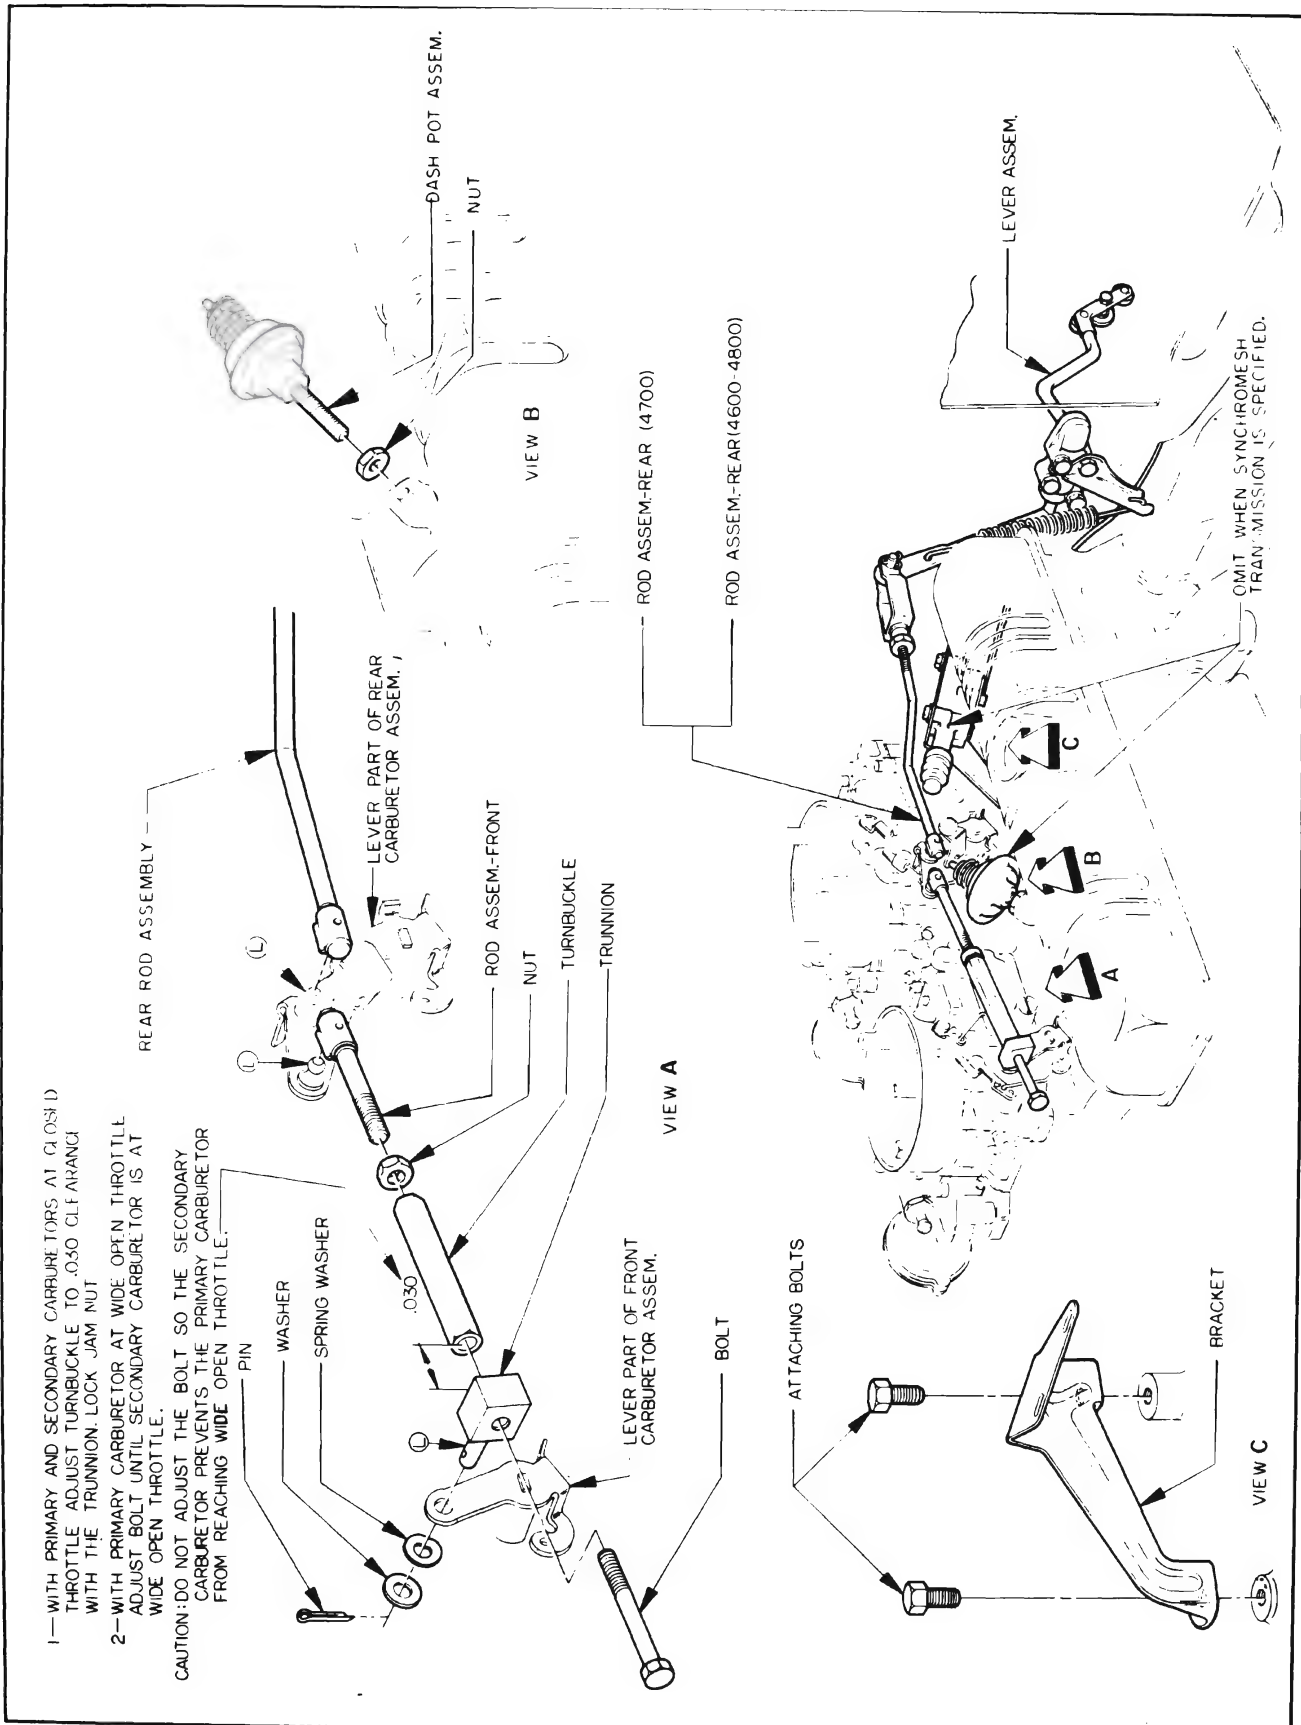 1—WITH PRIMARY AND SECONDARY CARBURETORS AT CLOSED
THROTTLE ADJUST TURNBUCKLE TO .030 CLEARANCE
WITH THE TRUNNION. LOCK JAM NUT
2—WITH PRIMARY CARBURETOR AT WIDE OPEN THROTTLE
ADJUST BOLT UNTIL SECONDARY CARBURETOR IS AT
WIDE OPEN THROTTLE.
CAUTION: DO NOT ADJUST THE BOLT SO THE SECONDARY
CARBURETOR PREVENTS THE PRIMARY CARBURETOR
FROM REACHING WIDE OPEN THROTTLE.
PIN
WASHER
SPRING WASHER
.030
REAR ROD ASSEMBLY
(L)
(L)
(L)
LEVER PART OF REAR
CARBURETOR ASSEM.
ROD ASSEM.-FRONT
NUT
TURNBUCKLE
TRUNNION
LEVER PART OF FRONT
CARBURETOR ASSEM.
BOLT
VIEW A
DASH POT ASSEM.
NUT
VIEW B
ROD ASSEM.-REAR (4700)
ROD ASSEM.-REAR (4600-4800)
LEVER ASSEM.
OMIT WHEN SYNCHROMESH
TRANSMISSION IS SPECIFIED.
A
B
C
ATTACHING BOLTS
BRACKET
VIEW C